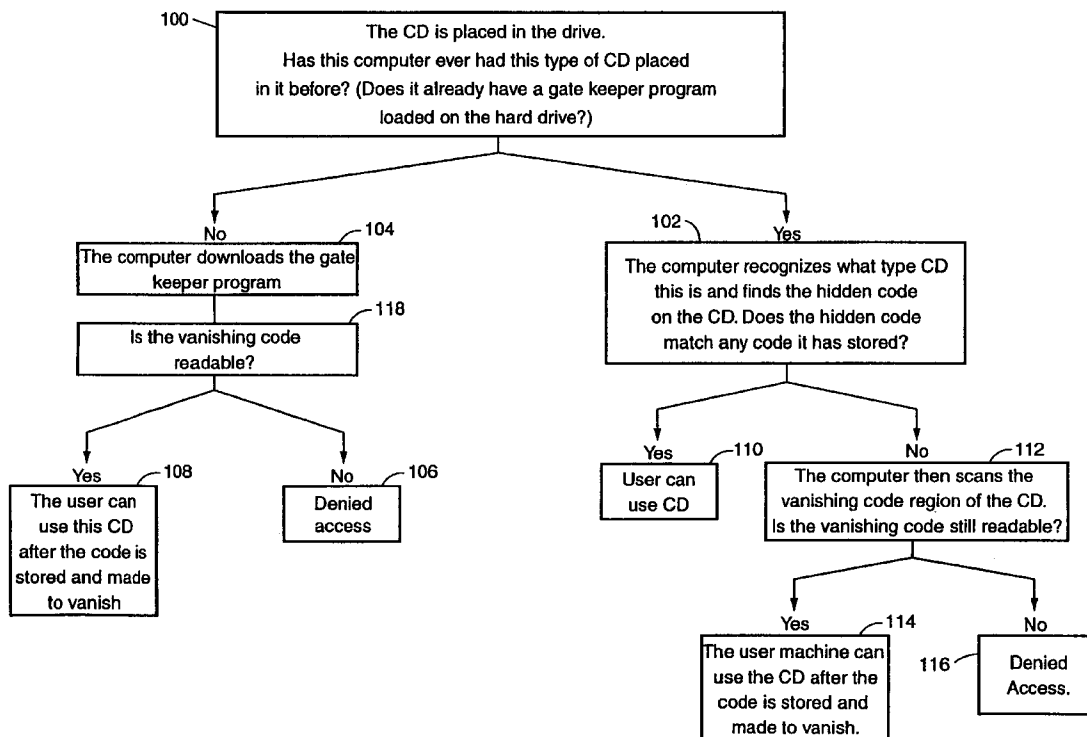 100
The CD is placed in the drive.
Has this computer ever had this type of CD placed
in it before? (Does it already have a gate keeper program
loaded on the hard drive?)
No
104
The computer downloads the gate
keeper program
118
Is the vanishing code
readable?
Yes
108
The user can
use this CD
after the code is
stored and made
to vanish
No
106
Denied
access
102
Yes
The computer recognizes what type CD
this is and finds the hidden code
on the CD. Does the hidden code
match any code it has stored?
Yes
110
User can
use CD
No
112
The computer then scans the
vanishing code region of the CD.
Is the vanishing code still readable?
Yes
114
The user machine can
use the CD after the
code is stored and
made to vanish.
No
116
Denied
Access.